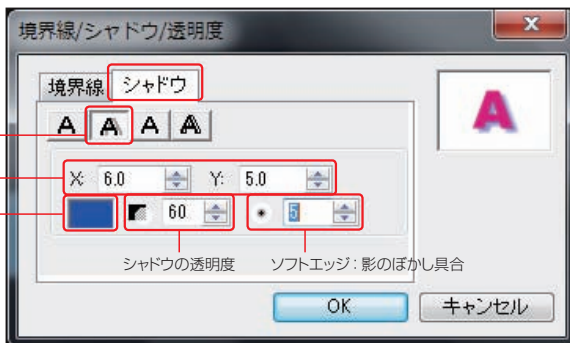 境界線/シャドウ/透明度
境界線 シャドウ
A A A A
A
X: 6.0 Y: 5.0
60 5
シャドウの透明度 ソフトエッジ：影のぼかし具合
OK キャンセル